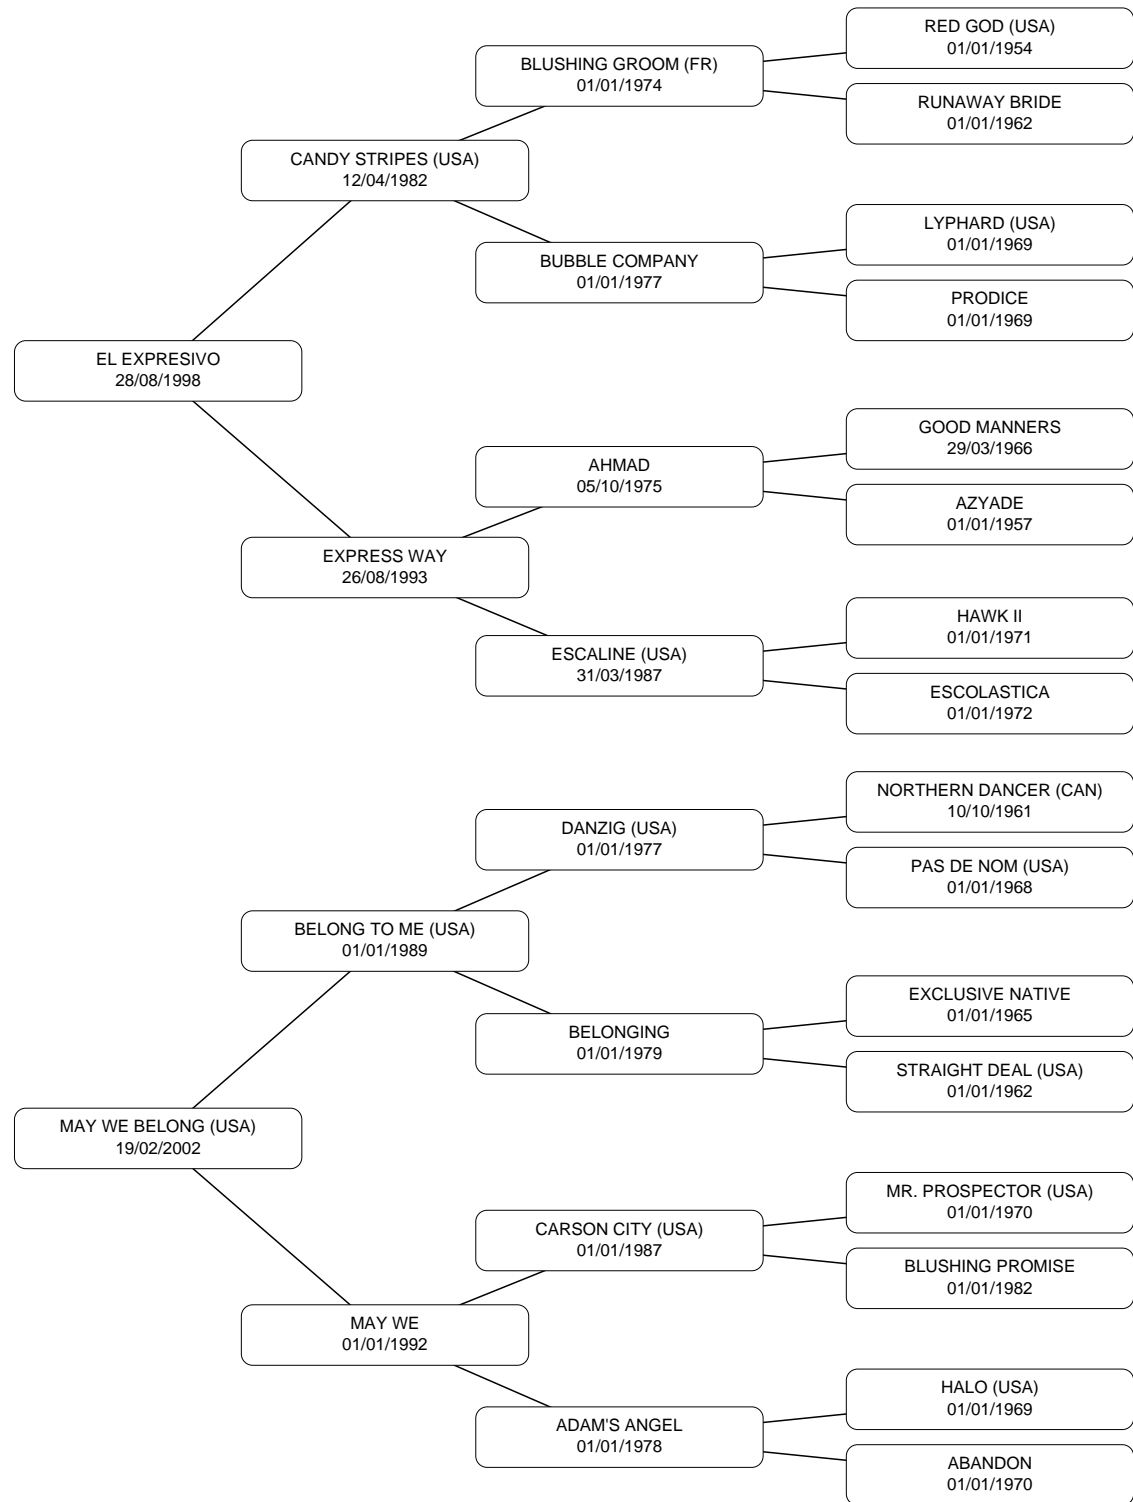 RED GOD (USA)
01/01/1954
BLUSHING GROOM (FR)
01/01/1974
RUNAWAY BRIDE
01/01/1962
CANDY STRIPES (USA)
12/04/1982
LYPHARD (USA)
01/01/1969
BUBBLE COMPANY
01/01/1977
PRODICE
01/01/1969
EL EXPRESIVO
28/08/1998
GOOD MANNERS
29/03/1966
AHMAD
05/10/1975
AZYADE
01/01/1957
EXPRESS WAY
26/08/1993
HAWK II
01/01/1971
ESCALINE (USA)
31/03/1987
ESCOLASTICA
01/01/1972
NORTHERN DANCER (CAN)
10/10/1961
DANZIG (USA)
01/01/1977
PAS DE NOM (USA)
01/01/1968
BELONG TO ME (USA)
01/01/1989
EXCLUSIVE NATIVE
01/01/1965
BELONGING
01/01/1979
STRAIGHT DEAL (USA)
01/01/1962
MAY WE BELONG (USA)
19/02/2002
MR. PROSPECTOR (USA)
01/01/1970
CARSON CITY (USA)
01/01/1987
BLUSHING PROMISE
01/01/1982
MAY WE
01/01/1992
HALO (USA)
01/01/1969
ADAM'S ANGEL
01/01/1978
ABANDON
01/01/1970